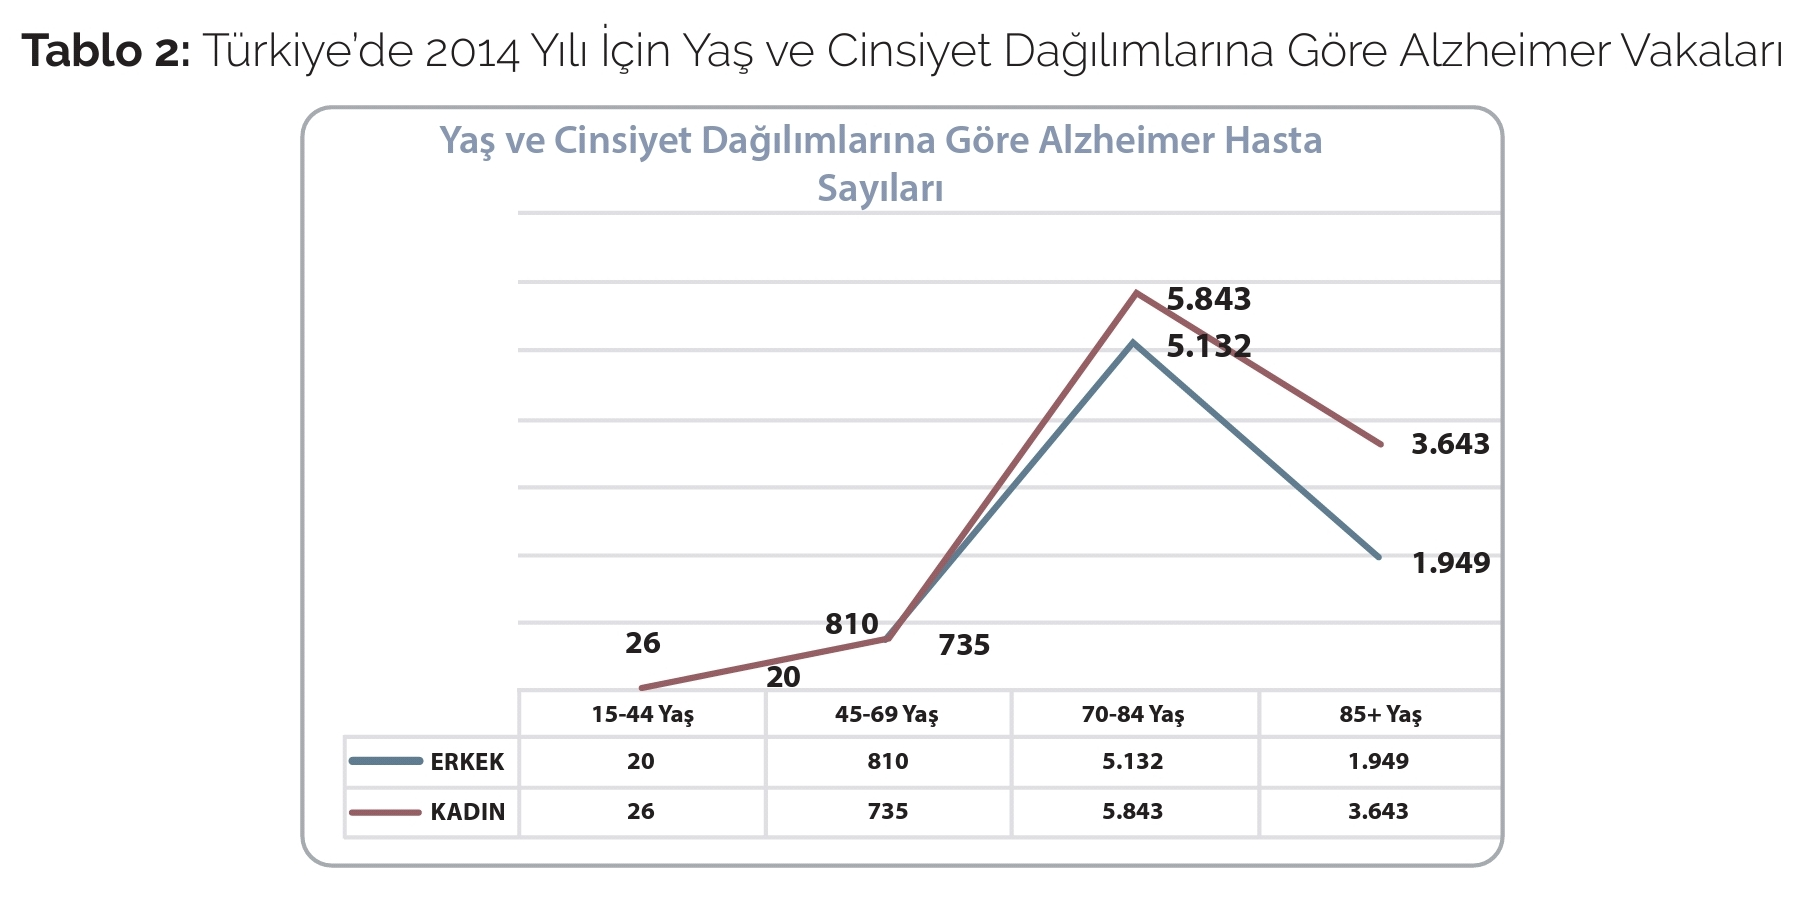 Tablo 2: Türkiye’de 2014 Yılı İçin Yaş ve Cinsiyet Dağılımlarına Göre Alzheimer Vakaları
Yaş ve Cinsiyet Dağılımlarına Göre Alzheimer Hasta
Sayıları
5.843
5.132
3.643
1.949
810
26
735
20
15-44 Yaş 45-69 Yaş 70-84 Yaş 85+ Yaş
ERKEK 20 810 5.132 1.949
KADIN 26 735 5.843 3.643